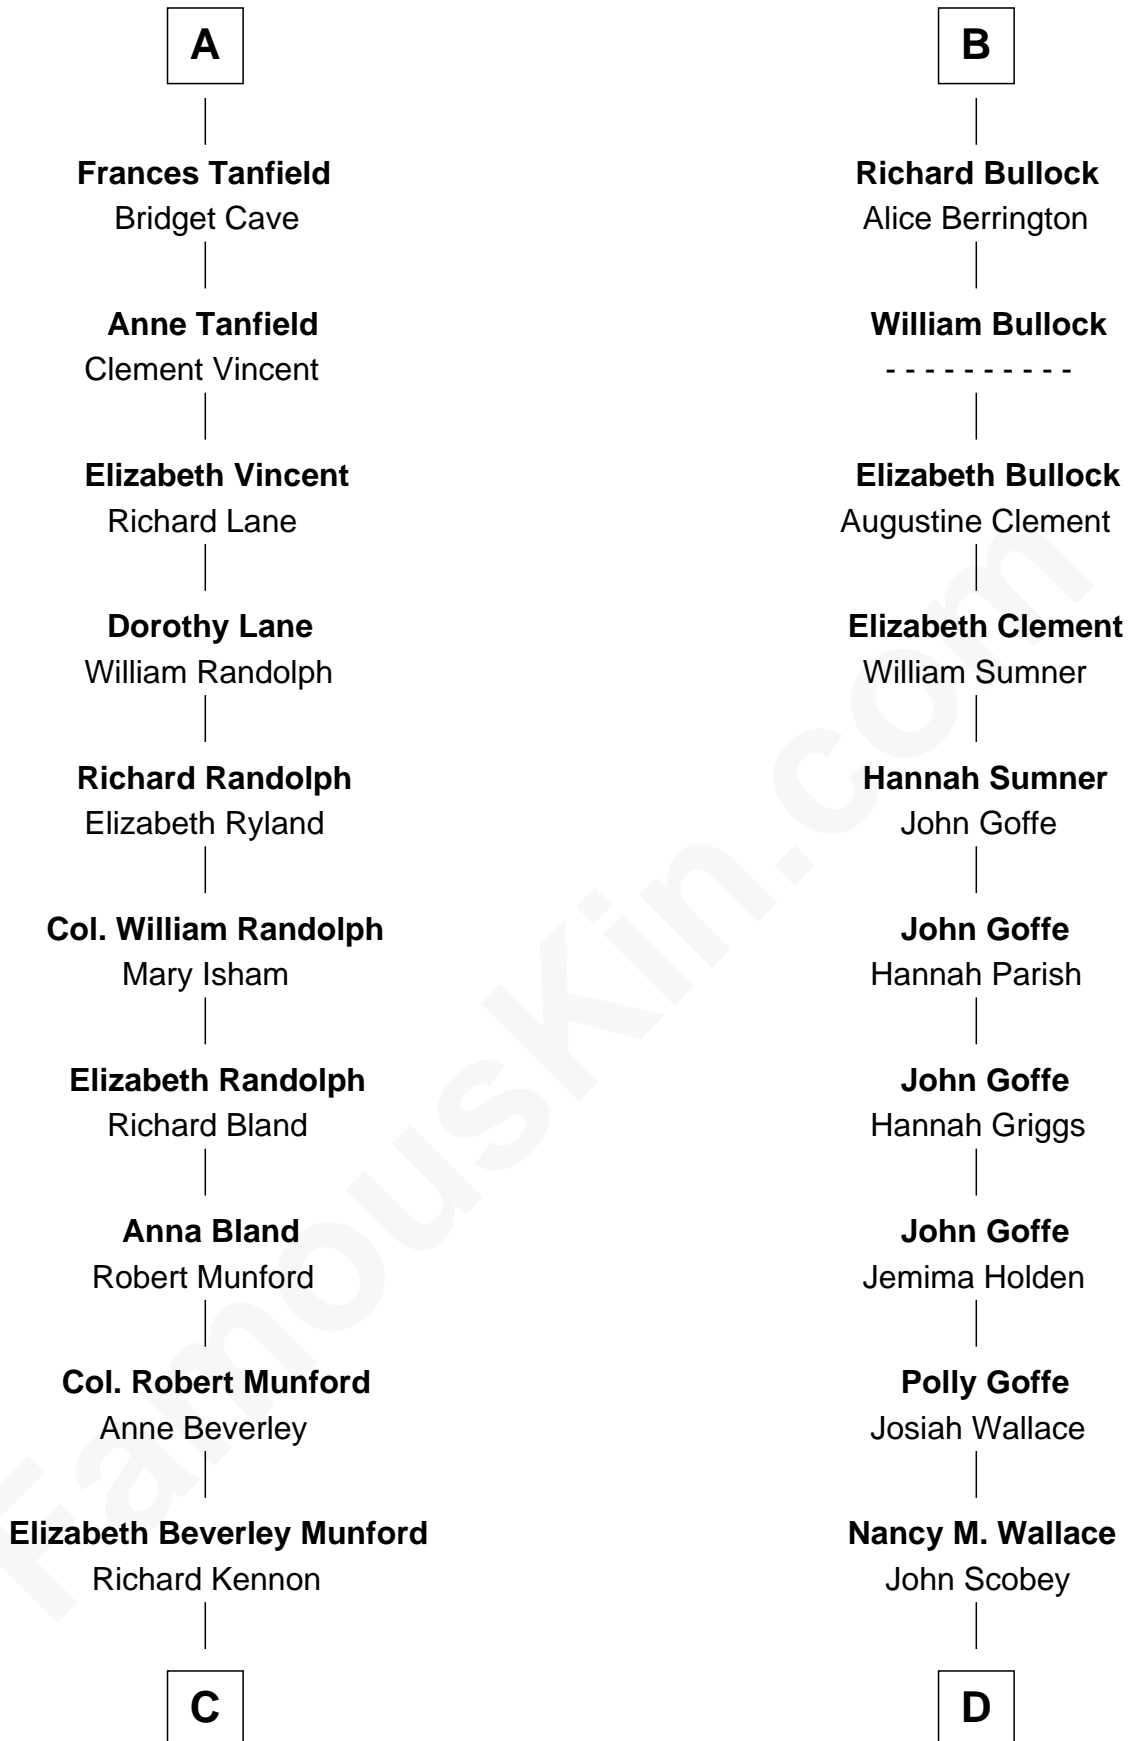 A
Frances Tanfield
Bridget Cave
Anne Tanfield
Clement Vincent
Elizabeth Vincent
Richard Lane
Dorothy Lane
William Randolph
Richard Randolph
Elizabeth Ryland
Col. William Randolph
Mary Isham
Elizabeth Randolph
Richard Bland
Anna Bland
Robert Munford
Col. Robert Munford
Anne Beverley
Elizabeth Beverley Munford
Richard Kennon
C
B
Richard Bullock
Alice Berrington
William Bullock
- - - - - - - - - -
Elizabeth Bullock
Augustine Clement
Elizabeth Clement
William Sumner
Hannah Sumner
John Goffe
John Goffe
Hannah Parish
John Goffe
Hannah Griggs
John Goffe
Jemima Holden
Polly Goffe
Josiah Wallace
Nancy M. Wallace
John Scobey
D
FamousKin.com